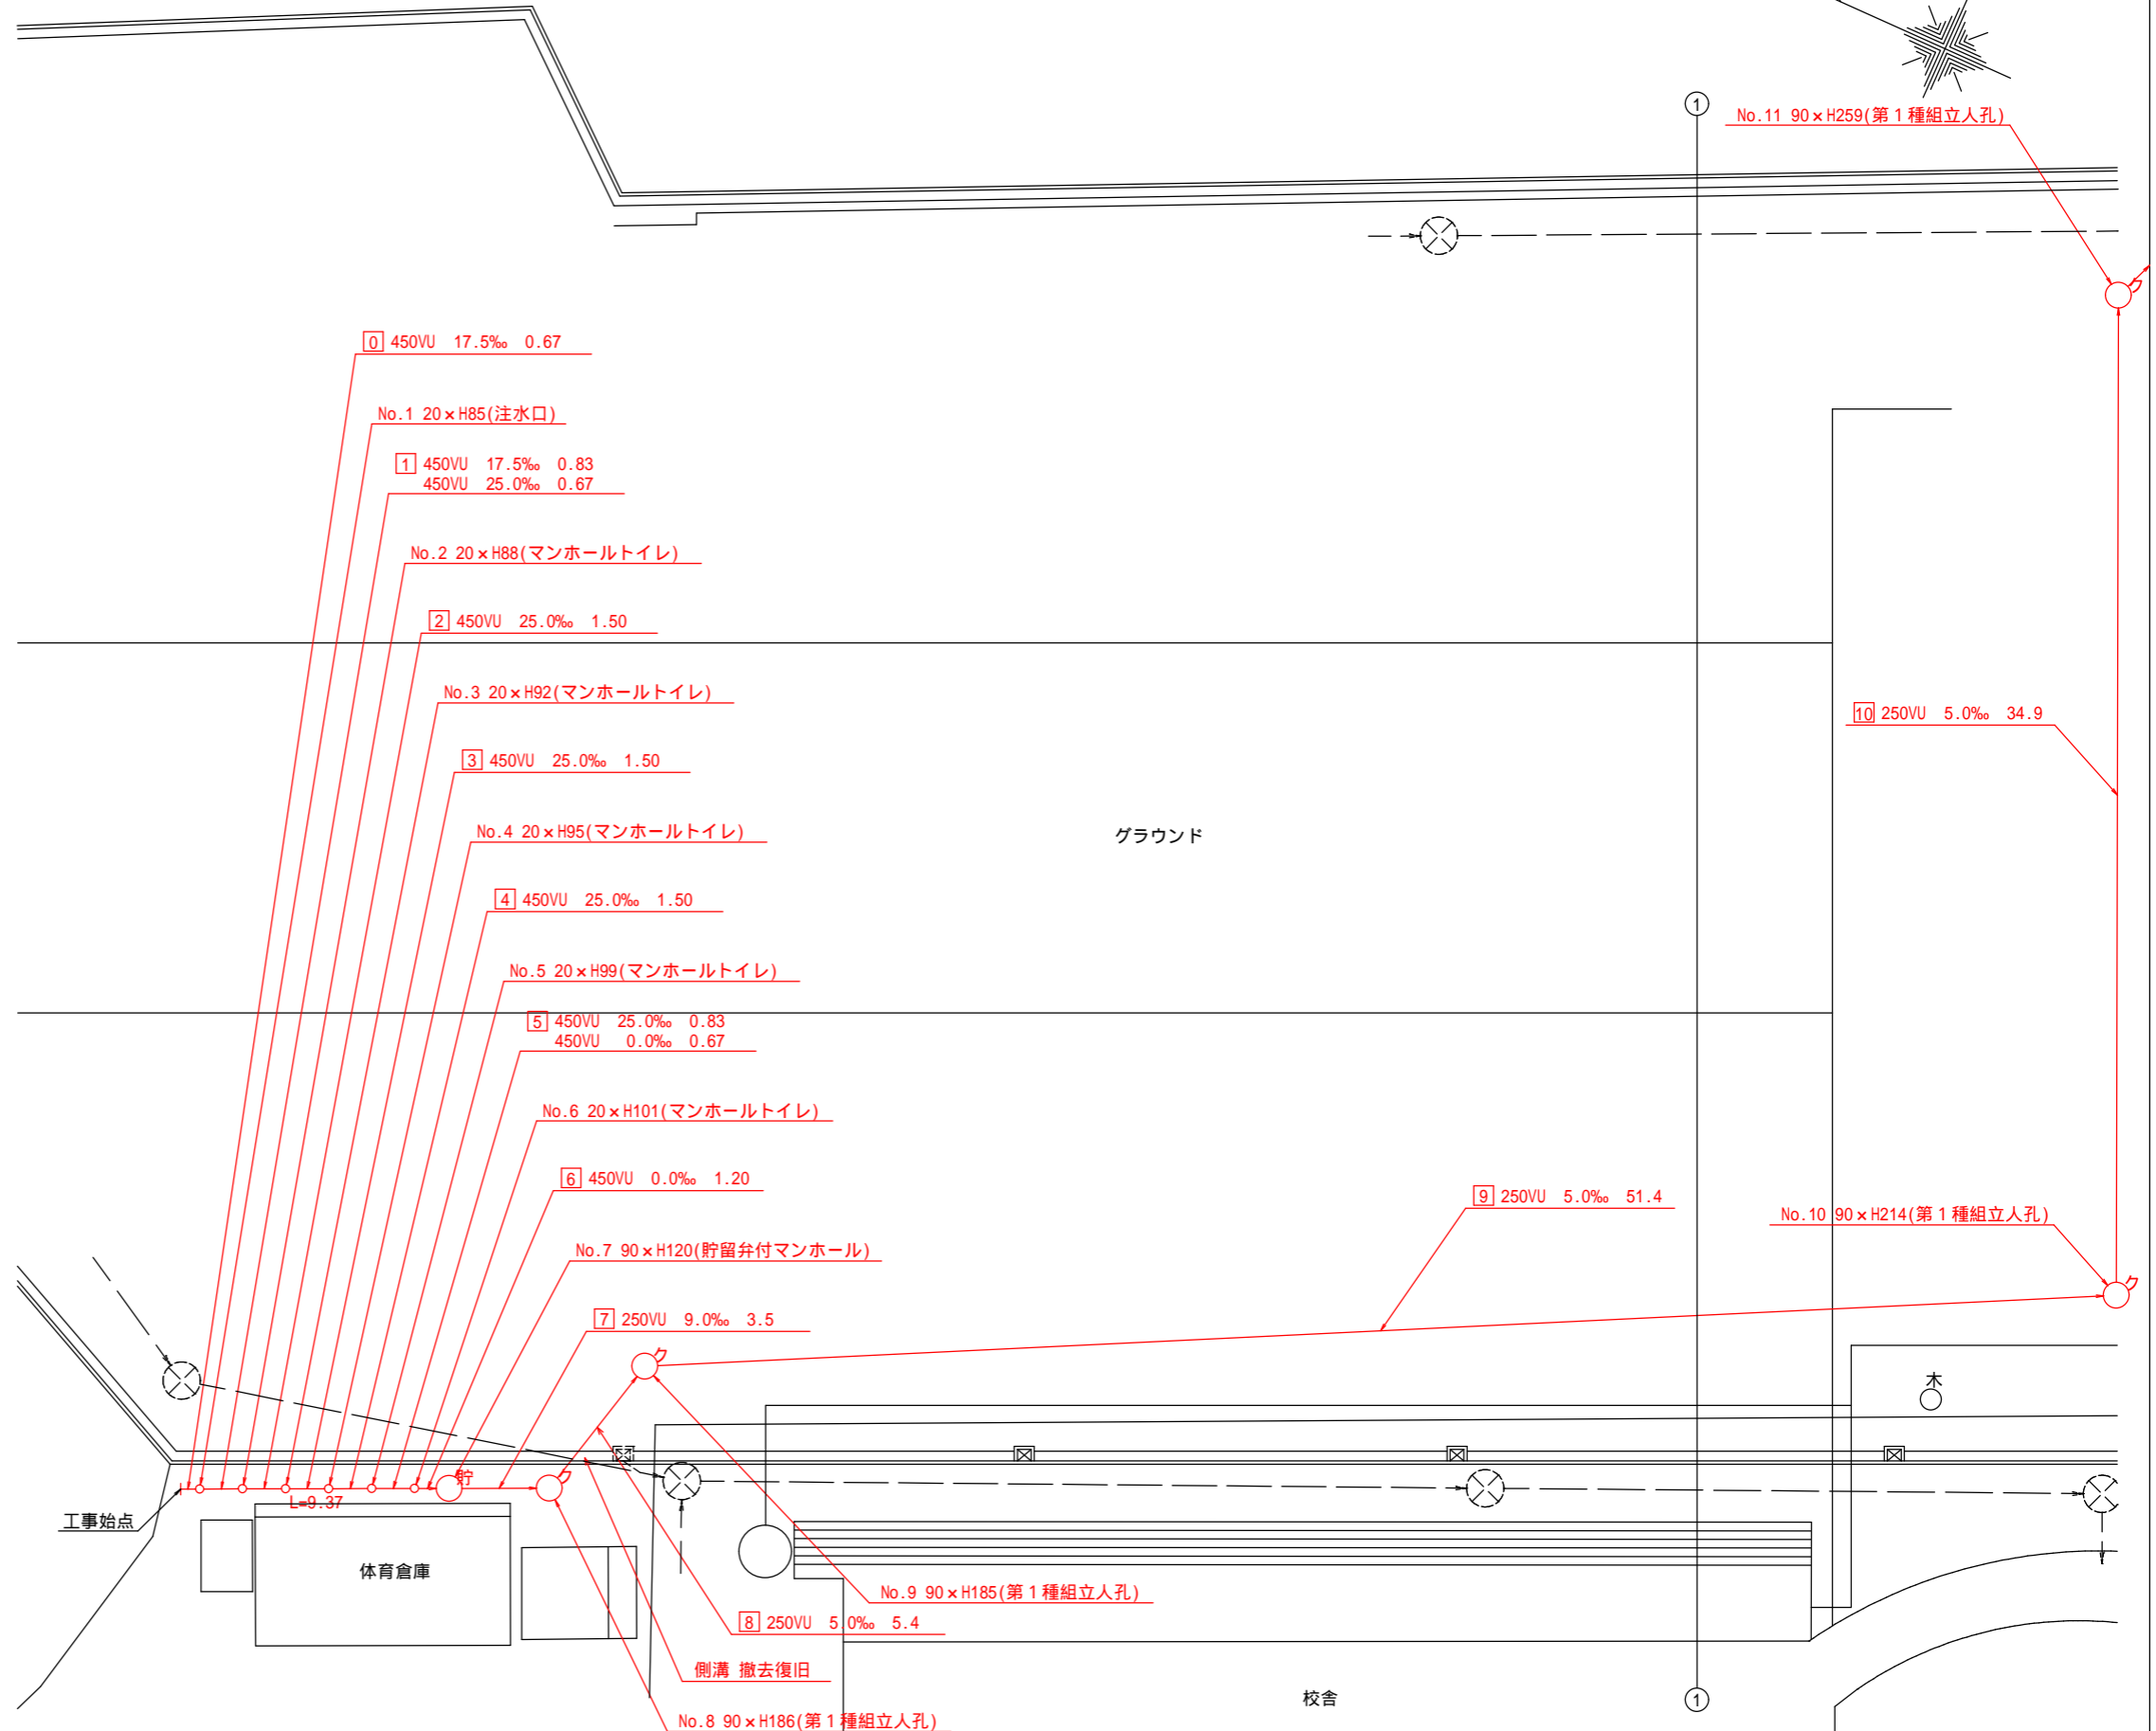 ①
No.11 90×H259(第１種組立人孔)
0 450VU 17.5‰ 0.67
No.1 20×H85(注水口)
1 450VU 17.5‰ 0.83
450VU 25.0‰ 0.67
No.2 20×H88(マンホールトイレ)
2 450VU 25.0‰ 1.50
No.3 20×H92(マンホールトイレ)
10 250VU 5.0‰ 34.9
3 450VU 25.0‰ 1.50
No.4 20×H95(マンホールトイレ)
グラウンド
4 450VU 25.0‰ 1.50
No.5 20×H99(マンホールトイレ)
5 450VU 25.0‰ 0.83
450VU 0.0‰ 0.67
No.6 20×H101(マンホールトイレ)
6 450VU 0.0‰ 1.20
9 250VU 5.0‰ 51.4
No.10 90×H214(第１種組立人孔)
No.7 90×H120(貯留弁付マンホール)
7 250VU 9.0‰ 3.5
木
貯
L=9.37
工事始点
体育倉庫
No.9 90×H185(第１種組立人孔)
8 250VU 5.0‰ 5.4
側溝 撤去復旧
校舎
①
No.8 90×H186(第１種組立人孔)